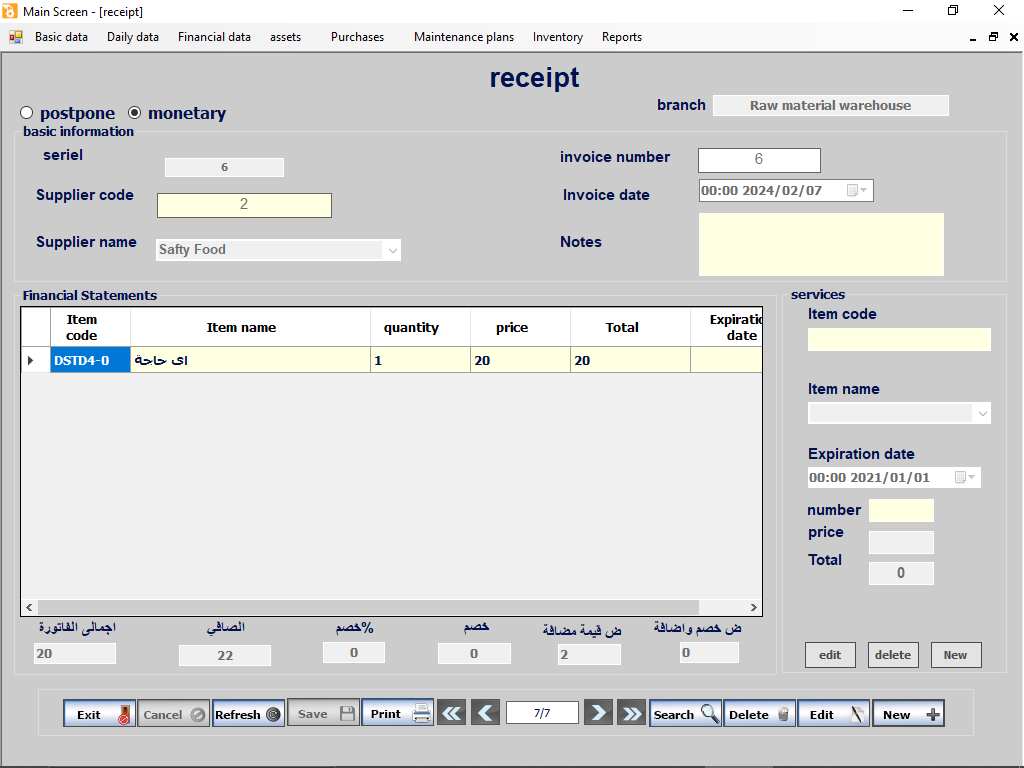 Main Screen - [receipt]
Basic data Daily data Financial data assets Purchases Maintenance plans Inventory Reports
receipt
postpone monetary
branch Raw material warehouse
basic information
seriel 6
invoice number 6
Supplier code 2
Invoice date 00:00 2024/02/07
Supplier name Safty Food
Notes
Financial Statements
Item code Item name quantity price Total Expiratic date
DSTD4-0 اى حاجة 1 20 20
services
Item code
Item name
Expiration date
00:00 2021/01/01
number
price
Total 0
اجمالى الفاتورة الصافي خصم% خصم ض قيمة مضافة ض خصم واضافة
20 22 0 0 2 0
edit delete New
Exit Cancel Refresh Save Print 7/7 Search Delete Edit New